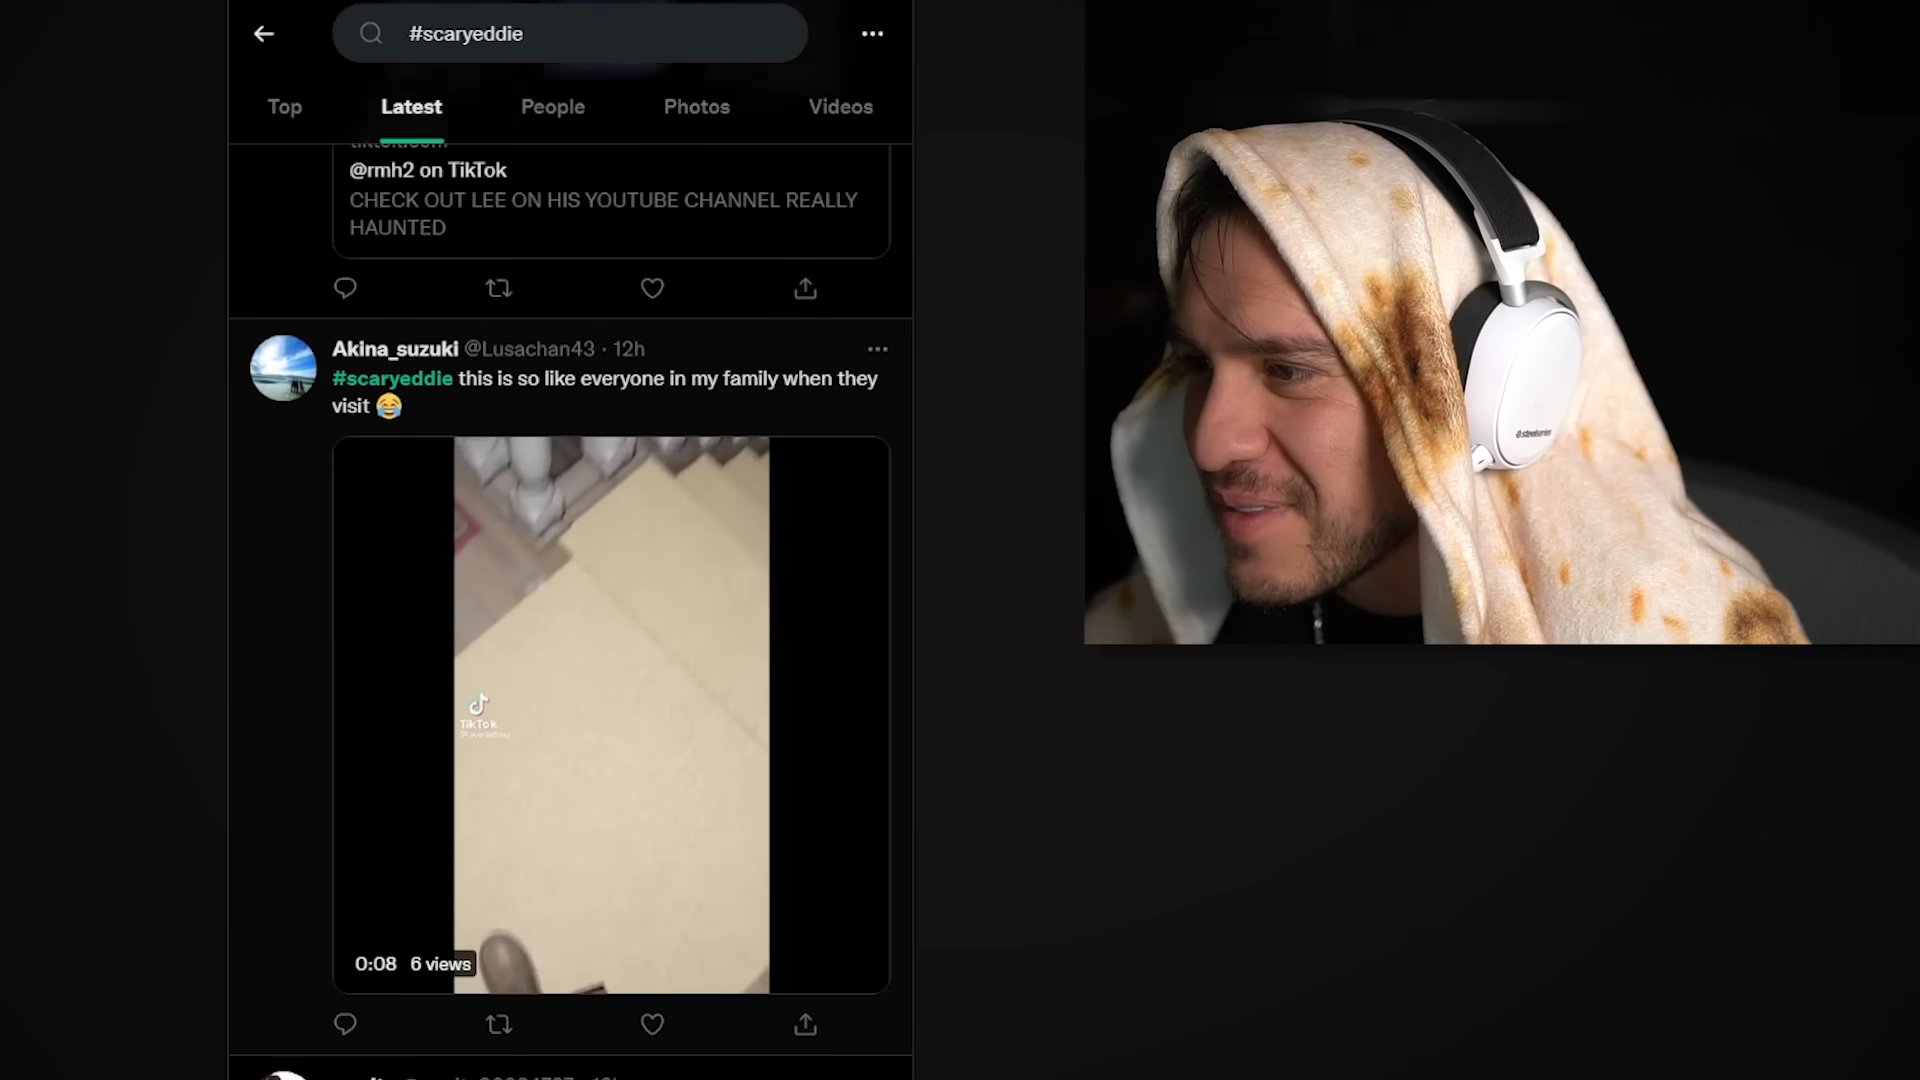 #scaryeddie
Top Latest People Photos Videos
@rmh2 on TikTok
CHECK OUT LEE ON HIS YOUTUBE CHANNEL REALLY
HAUNTED
Akina_suzuki @Lusachan43 · 12h
#scaryeddie this is so like everyone in my family when they
visit 😂
TikTok
0:08 6 views
steelseries